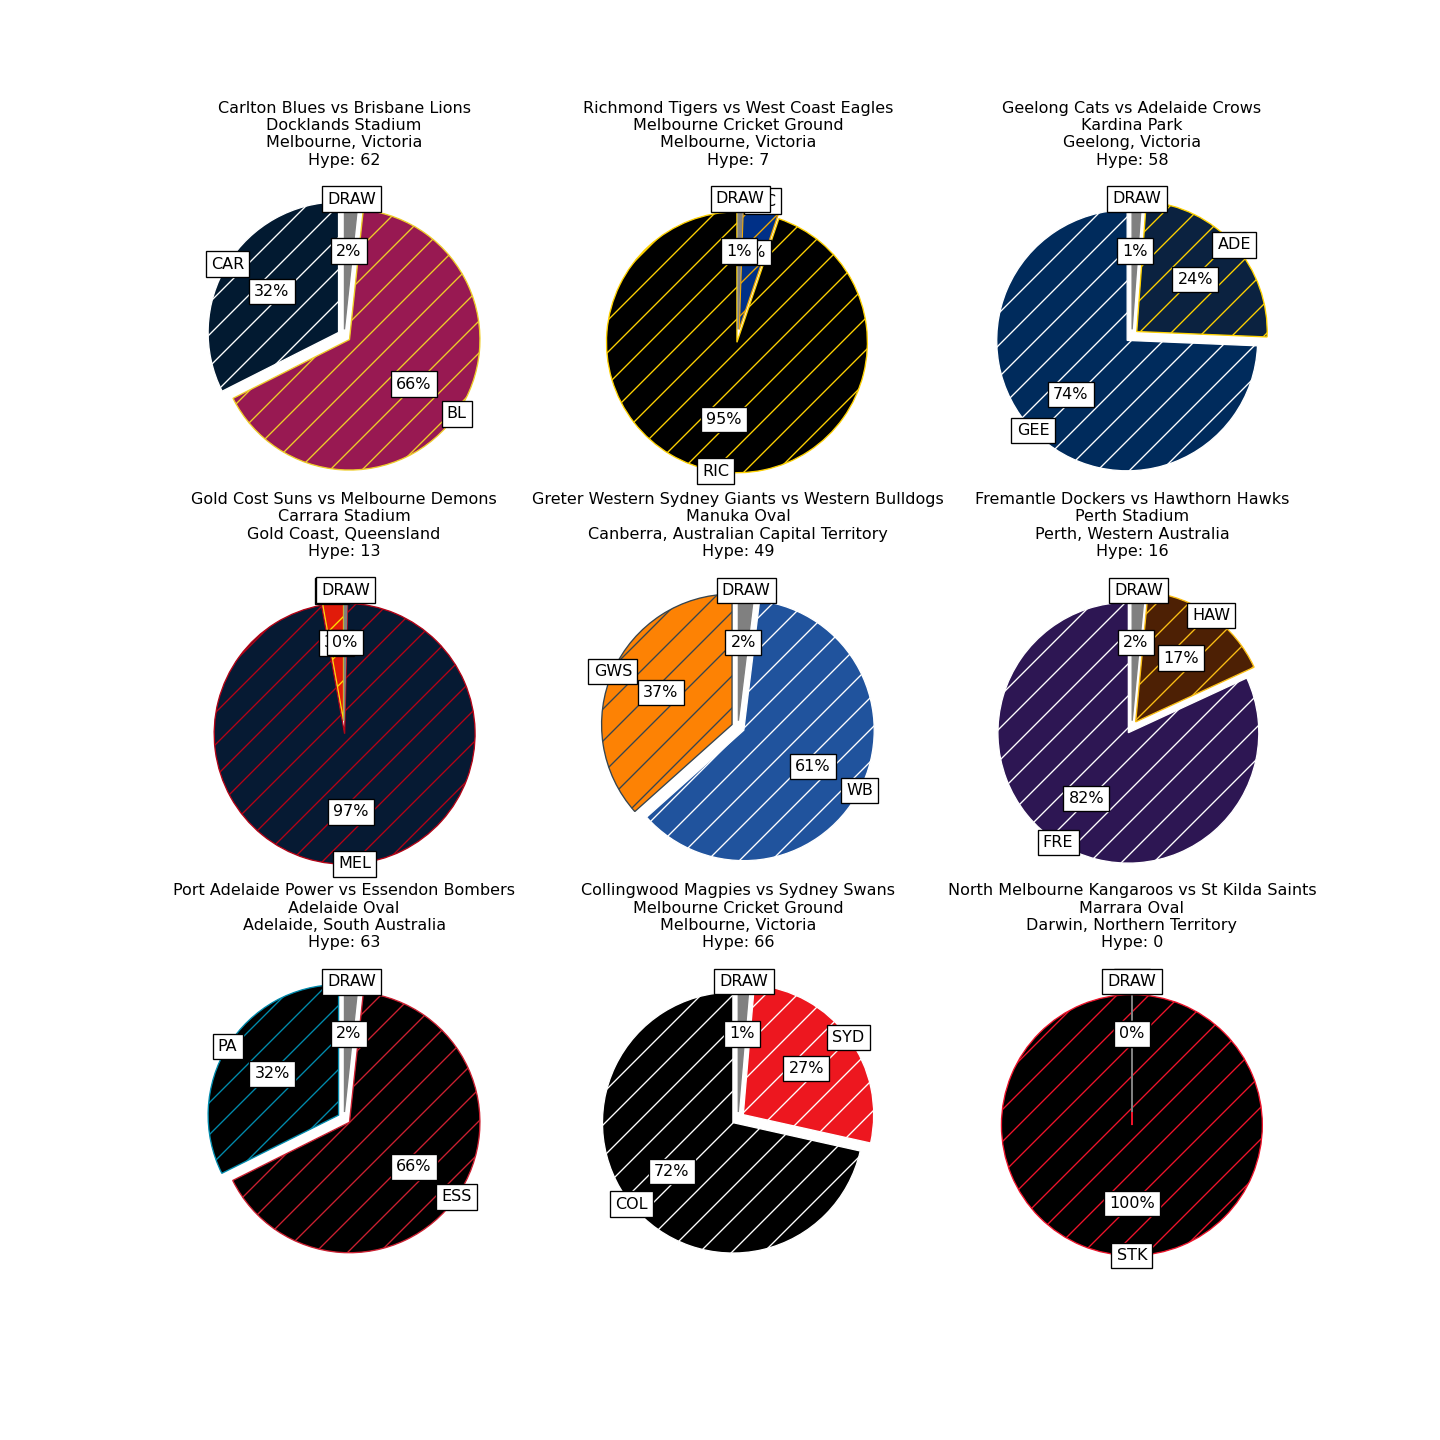 Carlton Blues vs Brisbane Lions
Docklands Stadium
Melbourne, Victoria
Hype: 62
DRAW
2%
CAR
32%
66%
BL
Richmond Tigers vs West Coast Eagles
Melbourne Cricket Ground
Melbourne, Victoria
Hype: 7
DRAW
1%
95%
RIC
Geelong Cats vs Adelaide Crows
Kardina Park
Geelong, Victoria
Hype: 58
DRAW
1%
ADE
24%
74%
GEE
Gold Cost Suns vs Melbourne Demons
Carrara Stadium
Gold Coast, Queensland
Hype: 13
DRAW
0%
97%
MEL
Greter Western Sydney Giants vs Western Bulldogs
Manuka Oval
Canberra, Australian Capital Territory
Hype: 49
DRAW
2%
GWS
37%
61%
WB
Fremantle Dockers vs Hawthorn Hawks
Perth Stadium
Perth, Western Australia
Hype: 16
DRAW
2%
HAW
17%
82%
FRE
Port Adelaide Power vs Essendon Bombers
Adelaide Oval
Adelaide, South Australia
Hype: 63
DRAW
2%
PA
32%
66%
ESS
Collingwood Magpies vs Sydney Swans
Melbourne Cricket Ground
Melbourne, Victoria
Hype: 66
DRAW
1%
SYD
27%
72%
COL
North Melbourne Kangaroos vs St Kilda Saints
Marrara Oval
Darwin, Northern Territory
Hype: 0
DRAW
0%
100%
STK